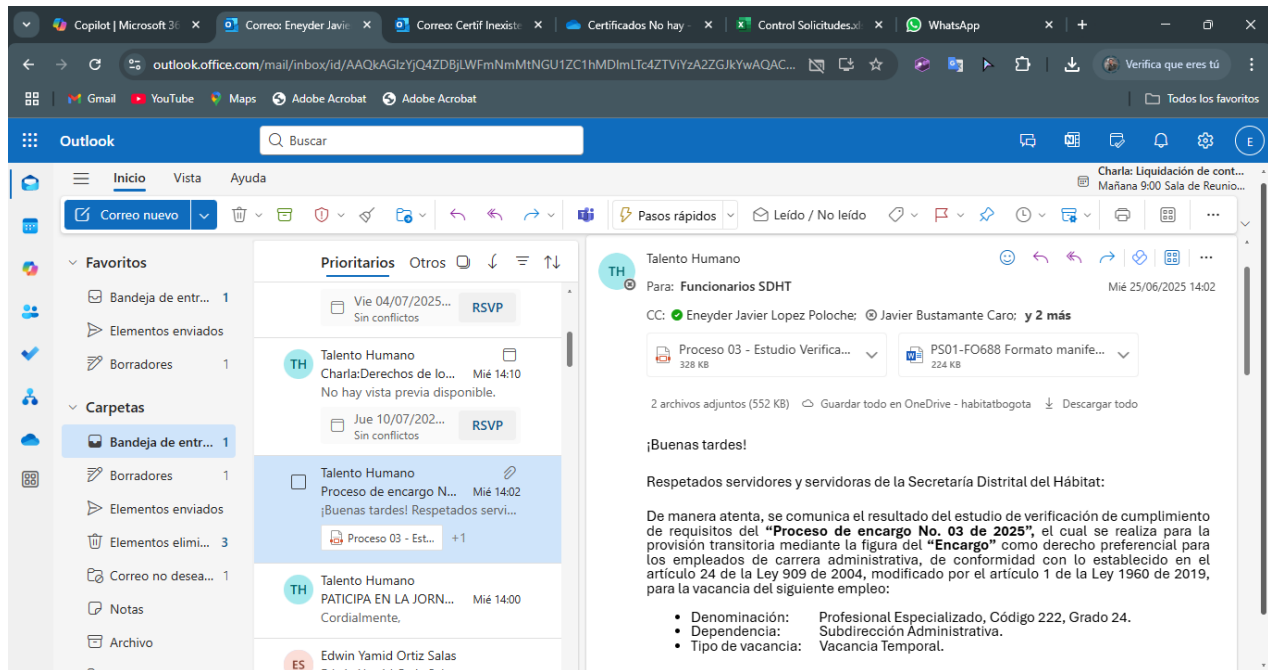 Copilot | Microsoft 36
Correo: Eneyder Javie
Correo: Certif Inexiste
Certificados No hay -
Control Solicitudes.xl
WhatsApp
outlook.office.com/mail/inbox/id/AAQkAGIzYjQ4ZDBjLWFmNmMtNGU1ZC1hMDlmLTc4ZTViYzA2ZGJkYwAQAC...
Verifica que eres tú
Gmail
YouTube
Maps
Adobe Acrobat
Adobe Acrobat
Todos los favoritos
Outlook
Buscar
E
Inicio
Vista
Ayuda
Charla: Liquidación de cont...
Mañana 9:00 Sala de Reunio...
Correo nuevo
Pasos rápidos
Leído / No leído
Favoritos
Bandeja de entr... 1
Elementos enviados
Borradores 1
Carpetas
Bandeja de entr... 1
Borradores 1
Elementos enviados
Elementos elimi... 3
Correo no desea... 1
Notas
Archivo
Prioritarios Otros
Vie 04/07/2025...
Sin conflictos
RSVP
TH
Talento Humano
Charla:Derechos de lo... Mié 14:10
No hay vista previa disponible.
Jue 10/07/202...
Sin conflictos
RSVP
Talento Humano
Proceso de encargo N... Mié 14:02
¡Buenas tardes! Respetados servi...
Proceso 03 - Est... +1
TH
Talento Humano
PATICIPA EN LA JORN... Mié 14:00
Cordialmente,
ES
Edwin Yamid Ortiz Salas
TH
Talento Humano
Para: Funcionarios SDHT
Mié 25/06/2025 14:02
CC: Eneyder Javier Lopez Poloche; Javier Bustamante Caro; y 2 más
Proceso 03 - Estudio Verifica...
328 KB
PS01-FO688 Formato manife...
224 KB
2 archivos adjuntos (552 KB) Guardar todo en OneDrive - habitatbogota Descargar todo
¡Buenas tardes!
Respetados servidores y servidoras de la Secretaría Distrital del Hábitat:
De manera atenta, se comunica el resultado del estudio de verificación de cumplimiento
de requisitos del “Proceso de encargo No. 03 de 2025”, el cual se realiza para la
provisión transitoria mediante la figura del “Encargo” como derecho preferencial para
los empleados de carrera administrativa, de conformidad con lo establecido en el
artículo 24 de la Ley 909 de 2004, modificado por el artículo 1 de la Ley 1960 de 2019,
para la vacancia del siguiente empleo:
• Denominación: Profesional Especializado, Código 222, Grado 24.
• Dependencia: Subdirección Administrativa.
• Tipo de vacancia: Vacancia Temporal.